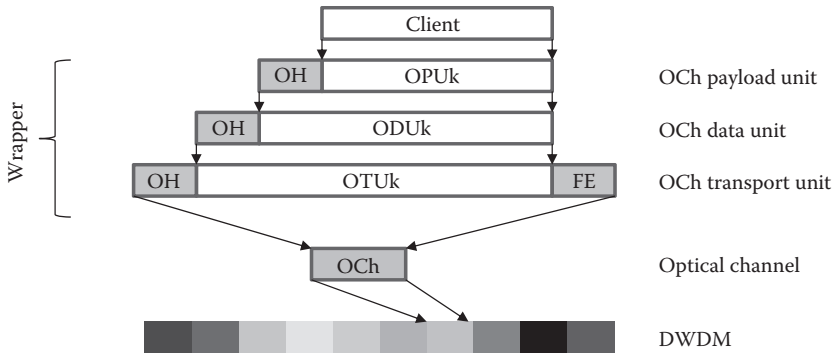 Client
OH OPUk OCh payload unit
OH ODUk OCh data unit
Wrapper
OH OTUk FE OCh transport unit
OCh Optical channel
DWDM